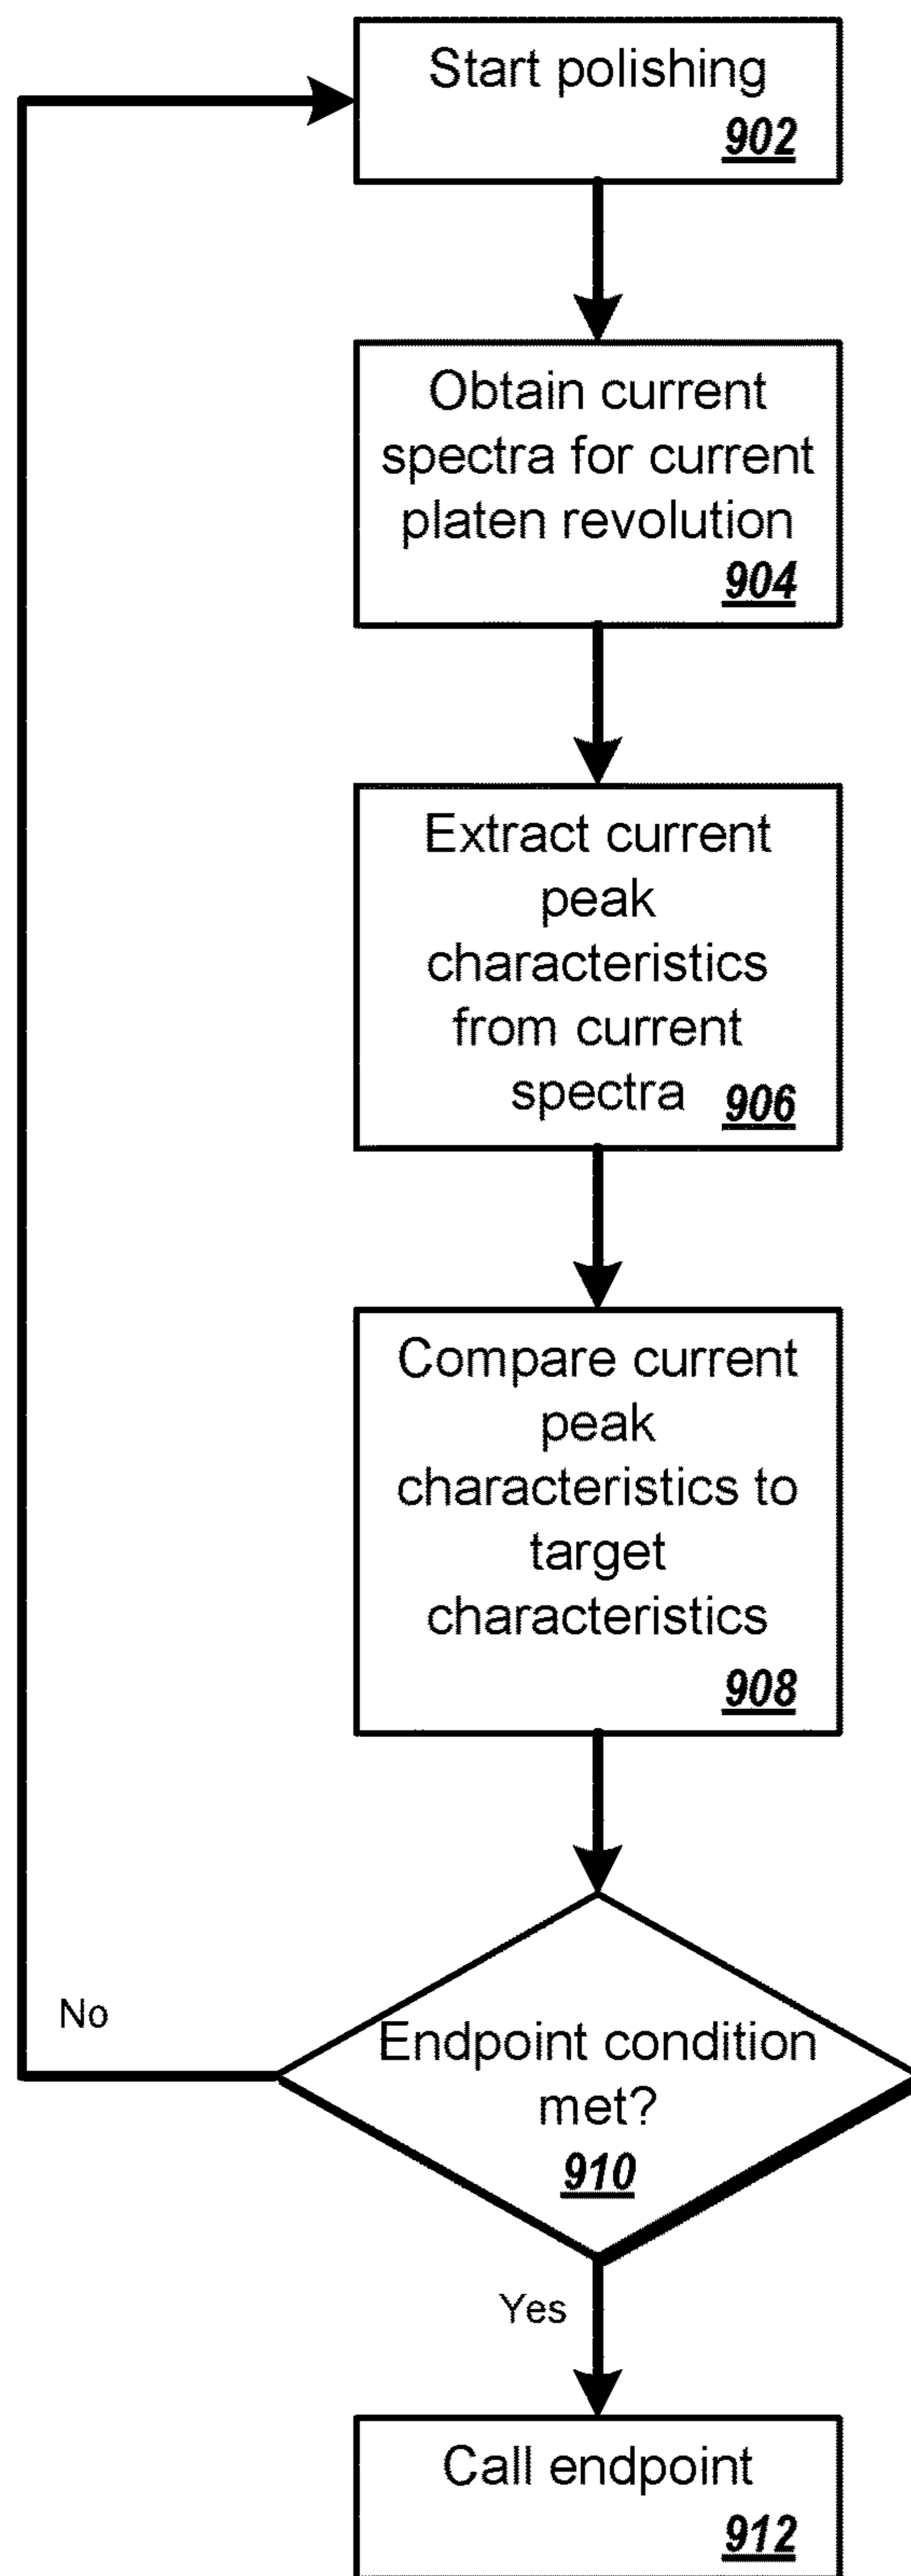 Start polishing
902
Obtain current
spectra for current
platen revolution
904
Extract current
peak
characteristics
from current
spectra 906
Compare current
peak
characteristics to
target
characteristics
908
No
Endpoint condition
met?
910
Yes
Call endpoint
912